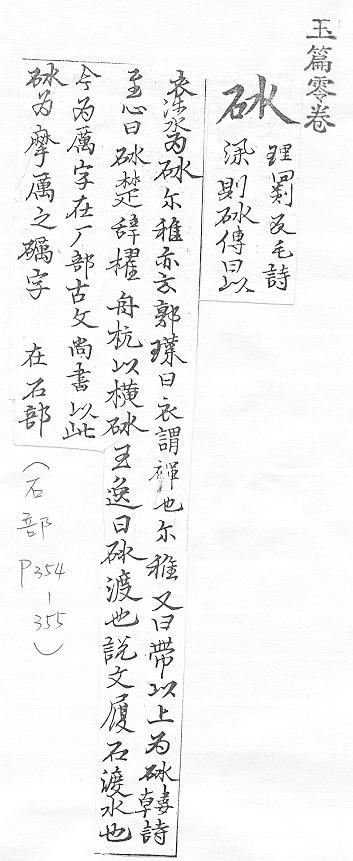 玉篇零卷
砅 理罽反毛詩
深則砅傳曰以
衣涉水為砅尔雅亦云郭璞曰衣謂褌也尔雅又曰帶以上為砅韓詩
至心曰砅楚辞櫂舟杭以横砅王逸曰砅渡也說文履石渡水也
今為厲字在厂部古文尚書以此
砅為摩厲之礪字 在石部
(石部
P354
-
355)